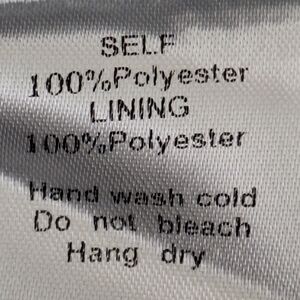 SELF
100%Polyester
LINING
100%Polyester
Hand wash cold
Do not bleach
Hang dry